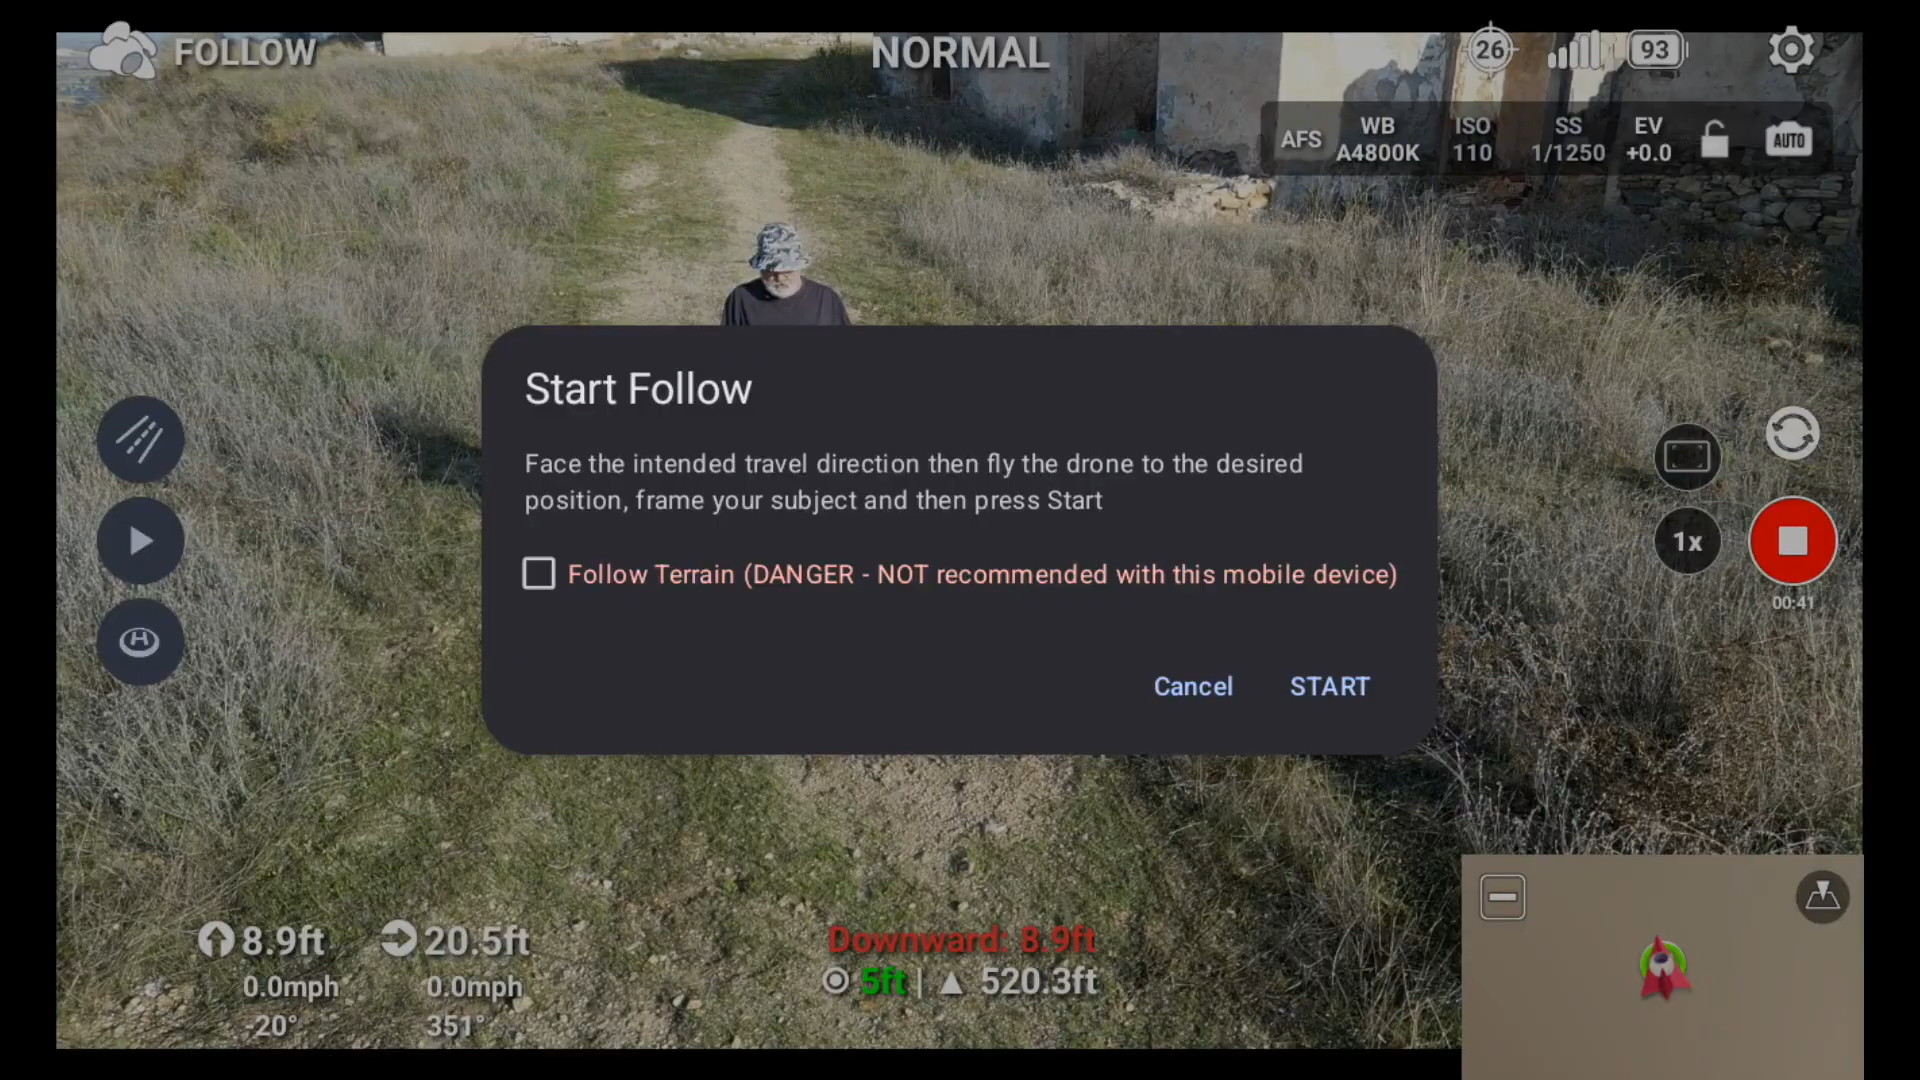 FOLLOW
NORMAL
26
93
AFS
WB
A4800K
ISO
110
SS
1/1250
EV
+0.0
AUTO
Start Follow
Face the intended travel direction then fly the drone to the desired
position, frame your subject and then press Start
Follow Terrain (DANGER - NOT recommended with this mobile device)
Cancel
START
1x
00:41
H
8.9ft
0.0mph
-20°
20.5ft
0.0mph
351°
Downward: 8.9ft
5ft | ▲ 520.3ft